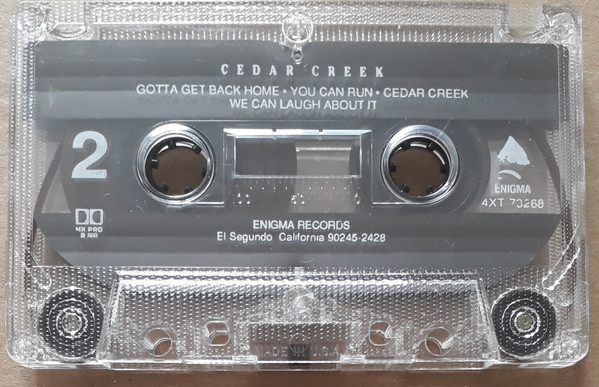 CEDAR CREEK
GOTTA GET BACK HOME • YOU CAN RUN • CEDAR CREEK
WE CAN LAUGH ABOUT IT
2
ENIGMA
4XT 73268
HX PRO
B NR
ENIGMA RECORDS
El Segundo California 90245-2428